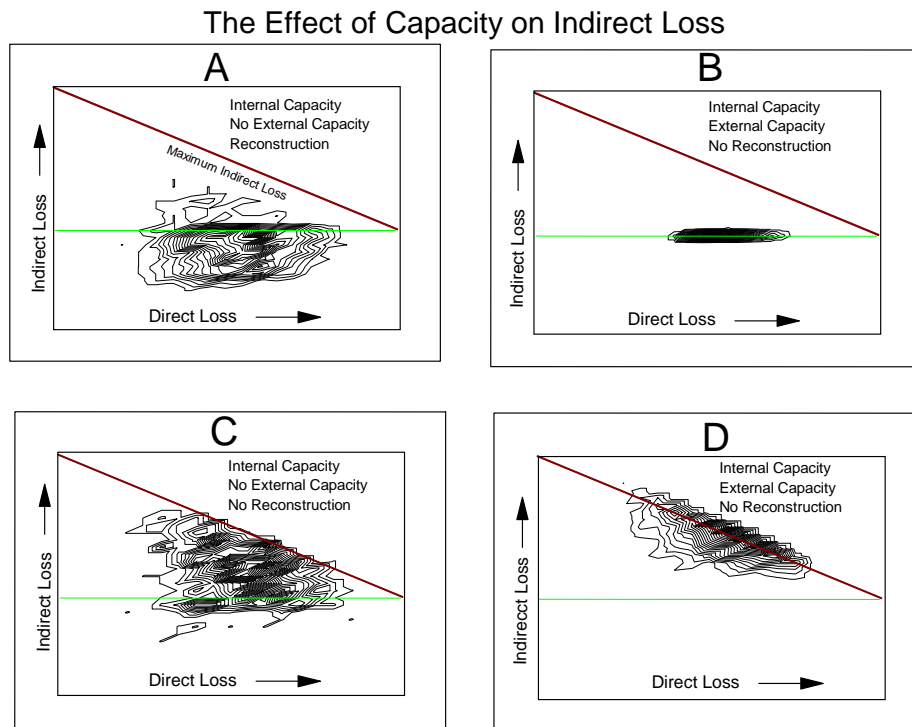 The Effect of Capacity on Indirect Loss
A
Internal Capacity
No External Capacity
Reconstruction
Maximum Indirect Loss
Indirect Loss
Direct Loss
B
Internal Capacity
External Capacity
No Reconstruction
Indirect Loss
Direct Loss
C
Internal Capacity
No External Capacity
No Reconstruction
Indirect Loss
Direct Loss
D
Internal Capacity
External Capacity
No Reconstruction
Indirecct Loss
Direct Loss